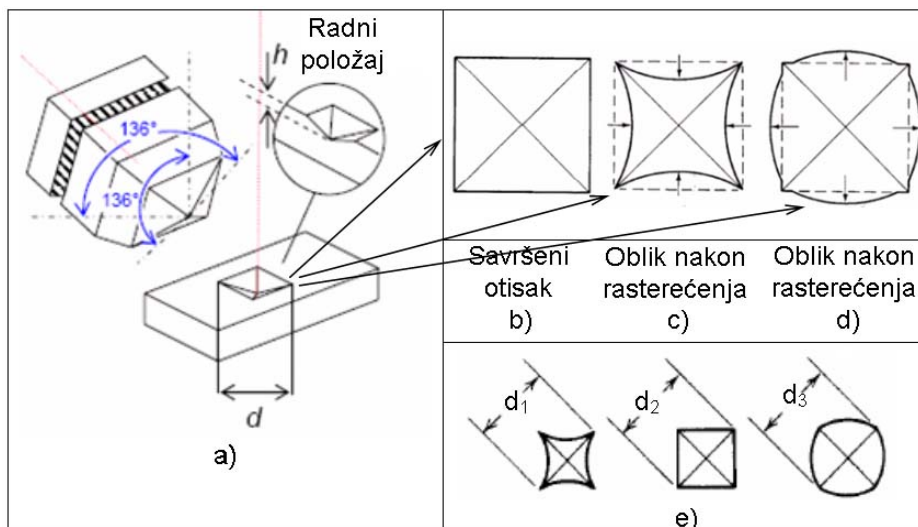 Radni
položaj
h
136°
136°
d
a)
Savršeni
otisak
b)
Oblik nakon
rasterećenja
c)
Oblik nakon
rasterećenja
d)
d₁
d₂
d₃
e)